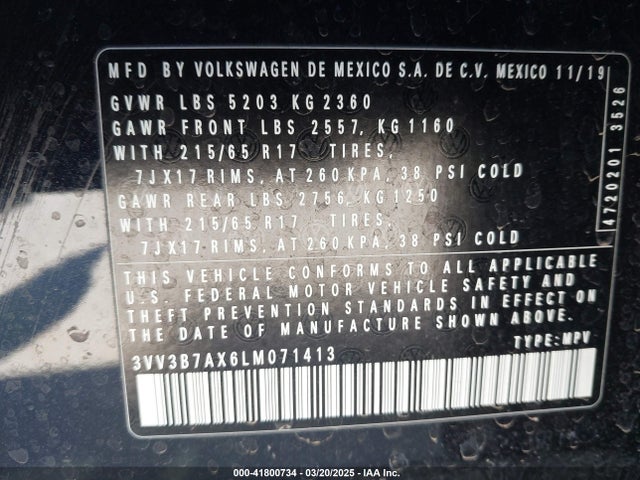 MFD BY VOLKSWAGEN DE MEXICO S.A. DE C.V. MEXICO 11/19
GVWR LBS 5203 KG 2360
GAWR FRONT LBS 2557, KG 1160
WITH 215/65 R17 TIRES,
7JX17 RIMS, AT 260 KPA, 38 PSI COLD
GAWR REAR LBS 2756, KG 1250
WITH 215/65 R17 TIRES,
7JX17 RIMS, AT 260 KPA, 38 PSI COLD
THIS VEHICLE CONFORMS TO ALL APPLICABLE
U.S. FEDERAL MOTOR VEHICLE SAFETY AND
THEFT PREVENTION STANDARDS IN EFFECT ON
THE DATE OF MANUFACTURE SHOWN ABOVE.
3VV3B7AX6LM071413
TYPE: MPV
4720201 3526
000-41800734 - 03/20/2025 - IAA Inc.